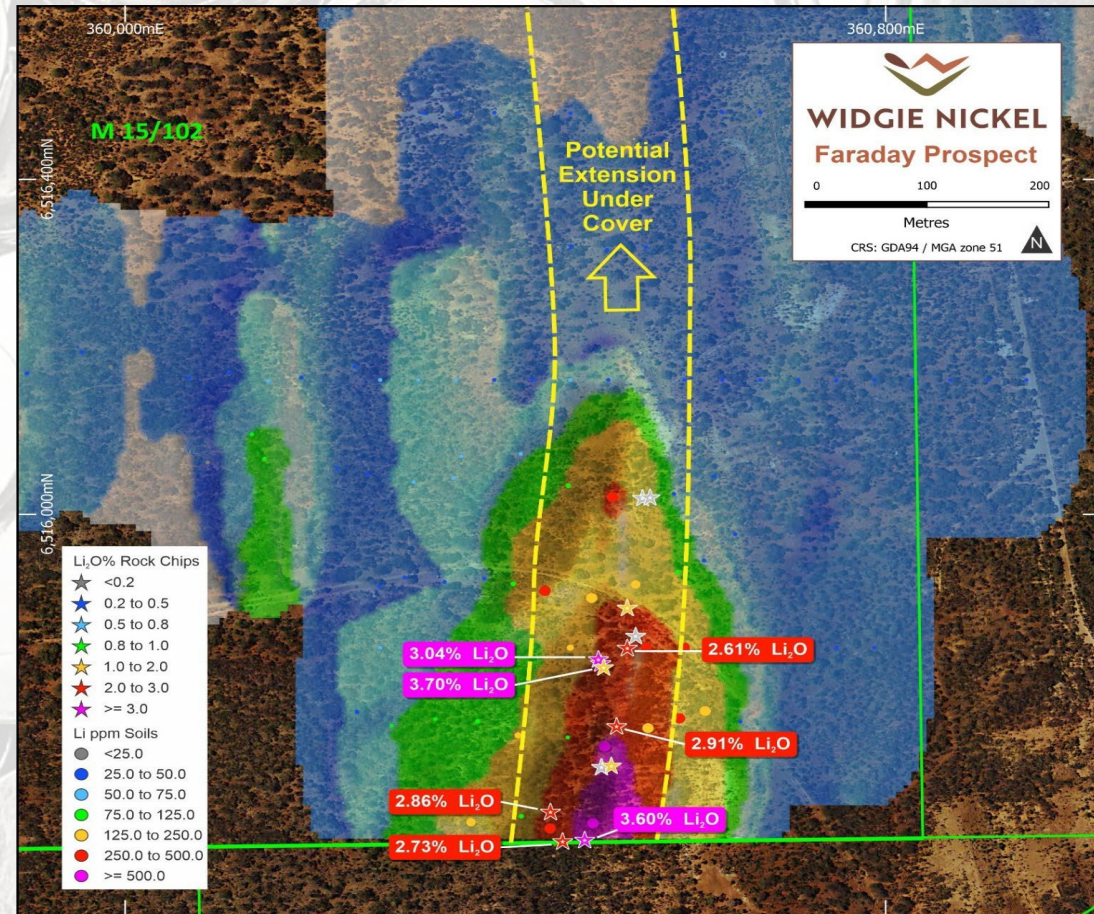 360,000mE
360,800mE
M 15/102
6,516,400mN
6,516,000mN
WIDGIE NICKEL
Faraday Prospect
0 100 200
Metres
CRS: GDA94 / MGA zone 51
N
Potential
Extension
Under
Cover
3.04% Li₂O
3.70% Li₂O
2.61% Li₂O
2.91% Li₂O
2.86% Li₂O
3.60% Li₂O
2.73% Li₂O
Li₂O% Rock Chips
<0.2
0.2 to 0.5
0.5 to 0.8
0.8 to 1.0
1.0 to 2.0
2.0 to 3.0
>= 3.0
Li ppm Soils
<25.0
25.0 to 50.0
50.0 to 75.0
75.0 to 125.0
125.0 to 250.0
250.0 to 500.0
>= 500.0